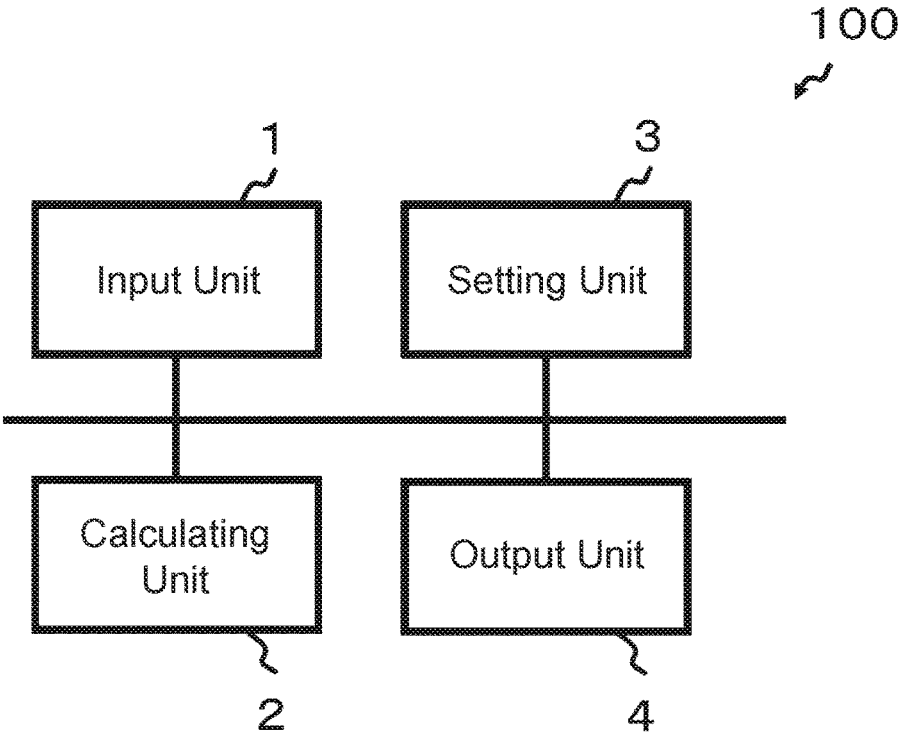 100
1
3
Input Unit
Setting Unit
Calculating
Unit
Output Unit
2
4